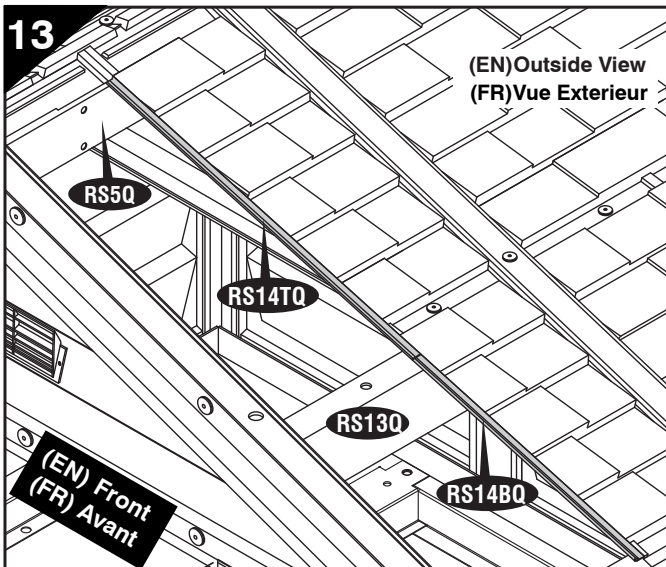 13
(EN)Outside View
(FR)Vue Exterieur
RS5Q
RS14TQ
RS13Q
RS14BQ
(EN) Front
(FR) Avant